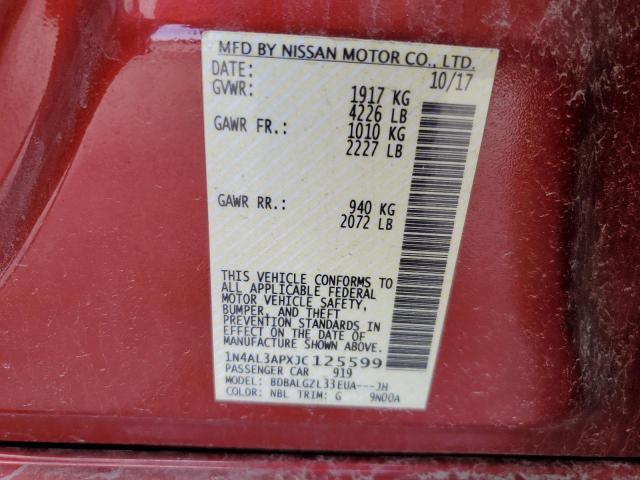 MFD BY NISSAN MOTOR CO., LTD.
DATE: 10/17
GVWR: 1917 KG
4226 LB
GAWR FR.: 1010 KG
2227 LB
GAWR RR.: 940 KG
2072 LB
THIS VEHICLE CONFORMS TO
ALL APPLICABLE FEDERAL
MOTOR VEHICLE SAFETY,
BUMPER, AND THEFT
PREVENTION STANDARDS IN
EFFECT ON THE DATE OF
MANUFACTURE SHOWN ABOVE.
1N4AL3APXJC125599
PASSENGER CAR 919
MODEL: BDBALGZL33EUA---JH
COLOR: NBL TRIM: G 9N00A